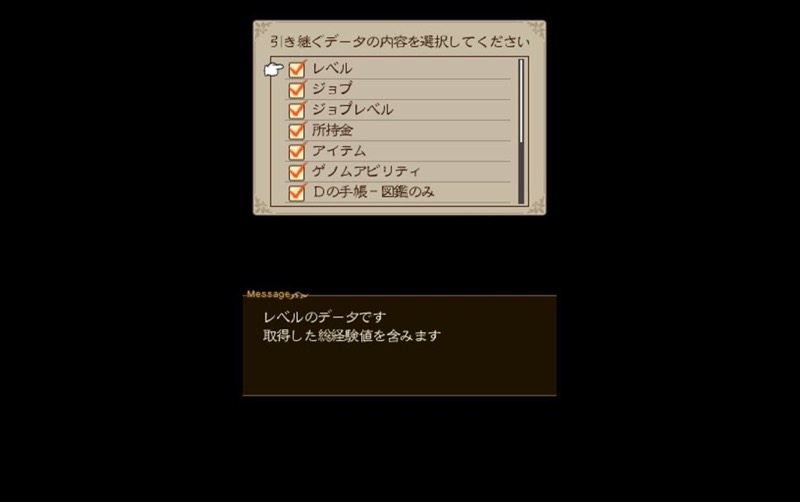 引き継ぐデータの内容を選択してください
レベル
ジョブ
ジョブレベル
所持金
アイテム
ゲノムアビリティ
Dの手帳－図鑑のみ
Message
レベルのデータです
取得した総経験値を含みます